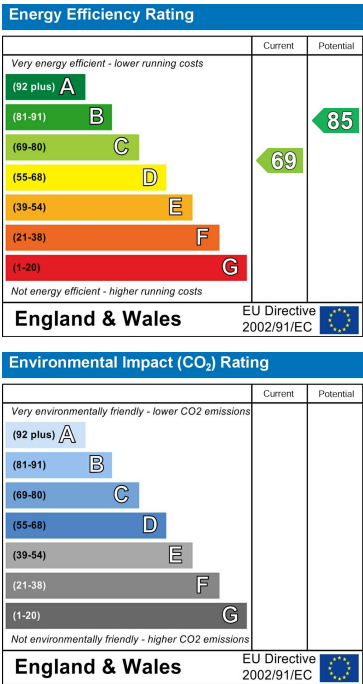 Energy Efficiency Rating
Current Potential
Very energy efficient - lower running costs
(92 plus) A
(81-91) B
85
(69-80) C
69
(55-68) D
(39-54) E
(21-38) F
(1-20) G
Not energy efficient - higher running costs
England & Wales
EU Directive
2002/91/EC
Environmental Impact (CO₂) Rating
Current Potential
Very environmentally friendly - lower CO2 emissions
(92 plus) A
(81-91) B
(69-80) C
(55-68) D
(39-54) E
(21-38) F
(1-20) G
Not environmentally friendly - higher CO2 emissions
England & Wales
EU Directive
2002/91/EC